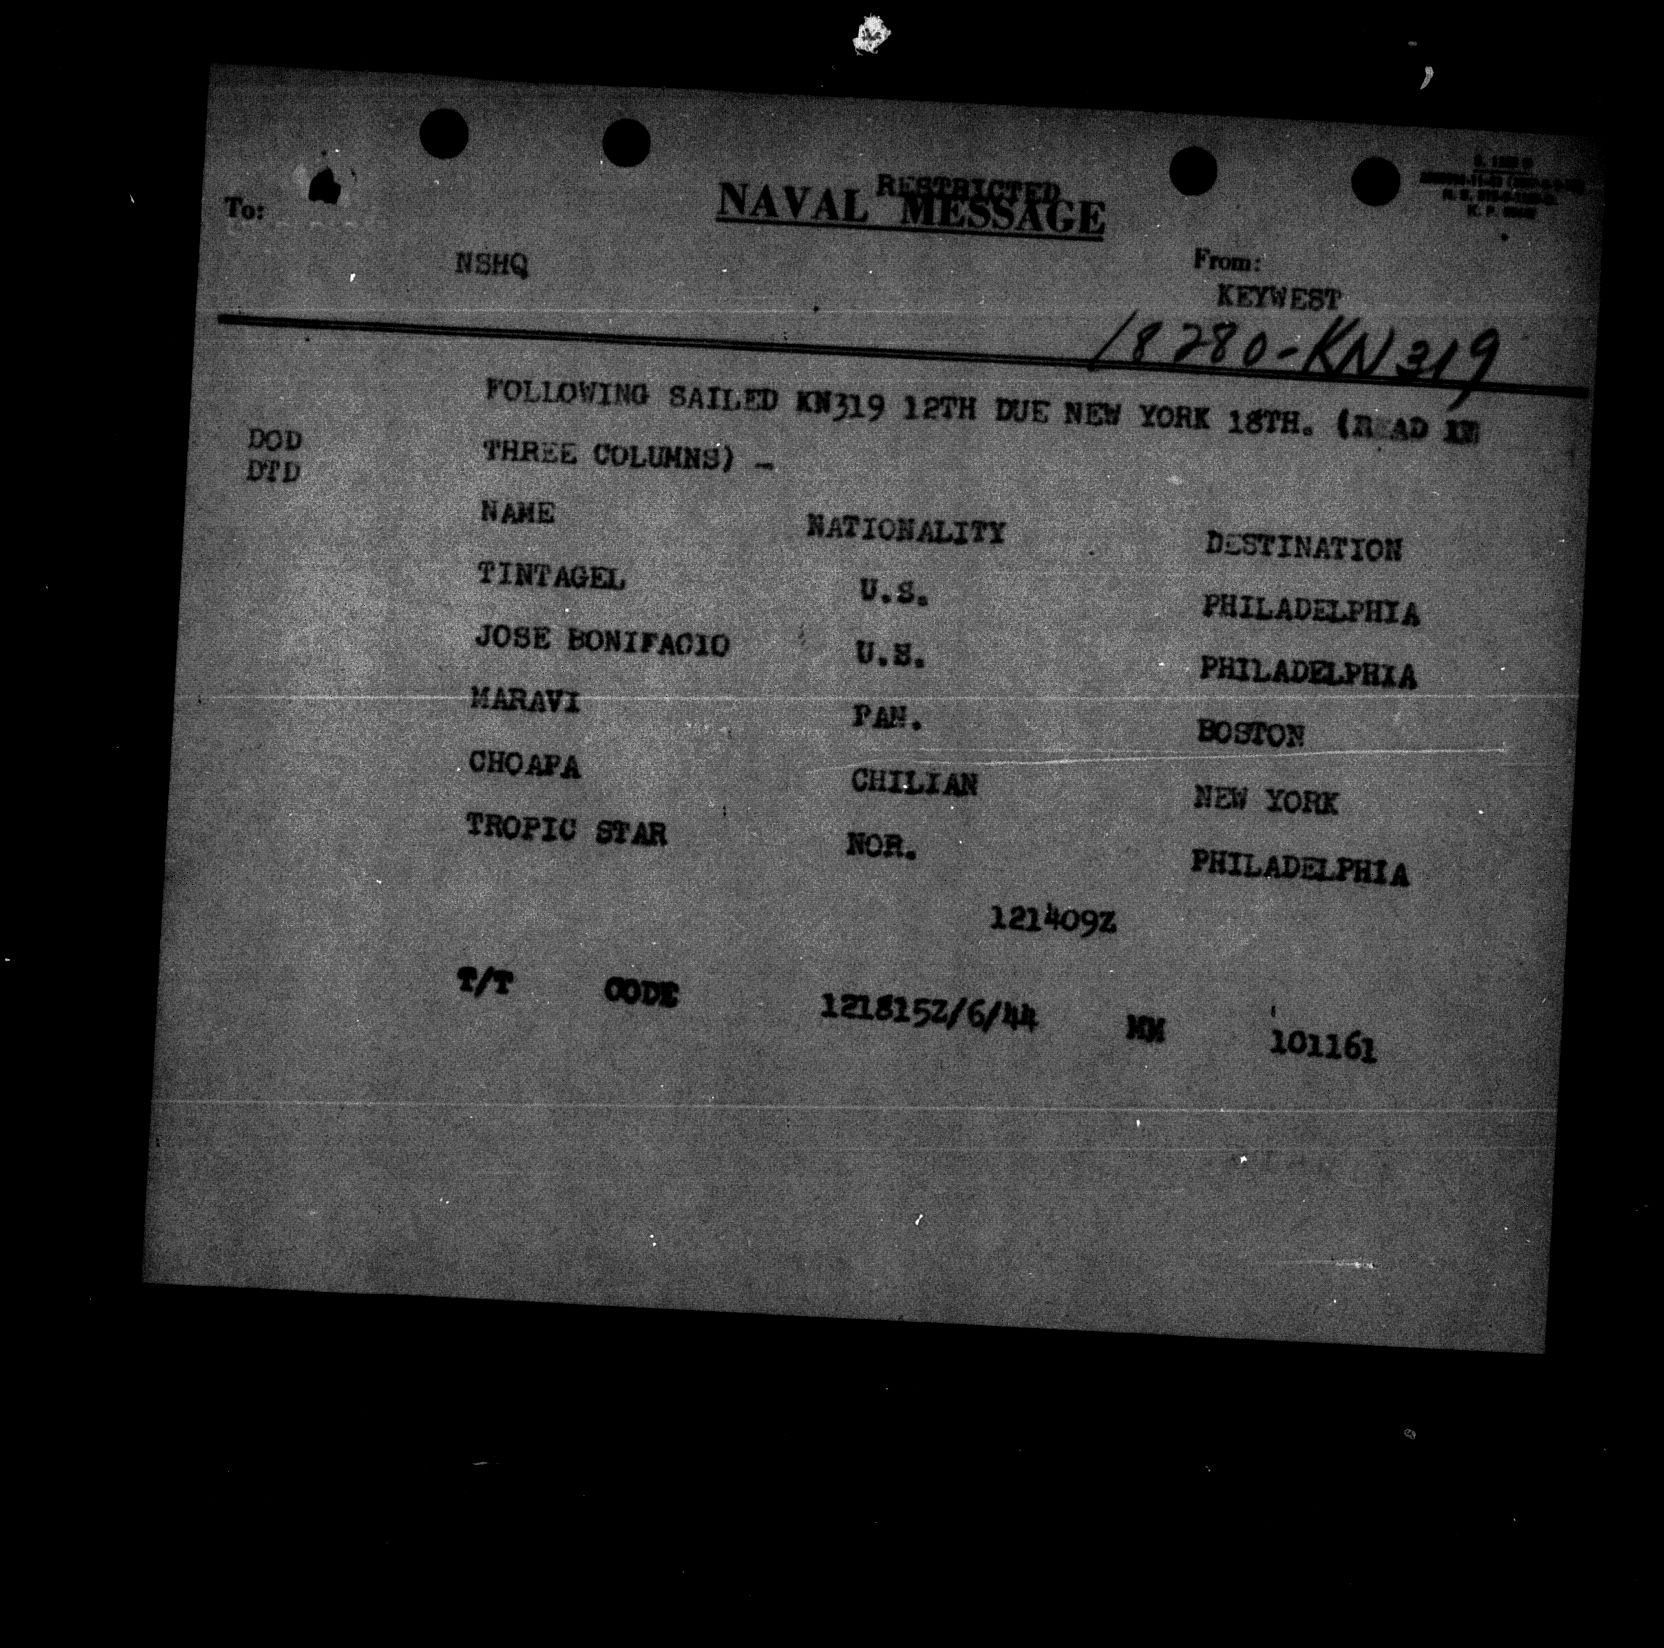 RESTRICTED
NAVAL MESSAGE
To:
NSHQ
From:
KEYWEST
18280-KN319
FOLLOWING SAILED KN319 12TH DUE NEW YORK 18TH. (READ IN
DOD
DTD
THREE COLUMNS) -
NAME NATIONALITY DESTINATION
TINTAGEL U.S. PHILADELPHIA
JOSE BONIFACIO U.S. PHILADELPHIA
MARAVI PAN. BOSTON
CHOAPA CHILIAN NEW YORK
TROPIC STAR NOR. PHILADELPHIA
121409Z
T/T CODE 121815Z/6/44 MM 101161